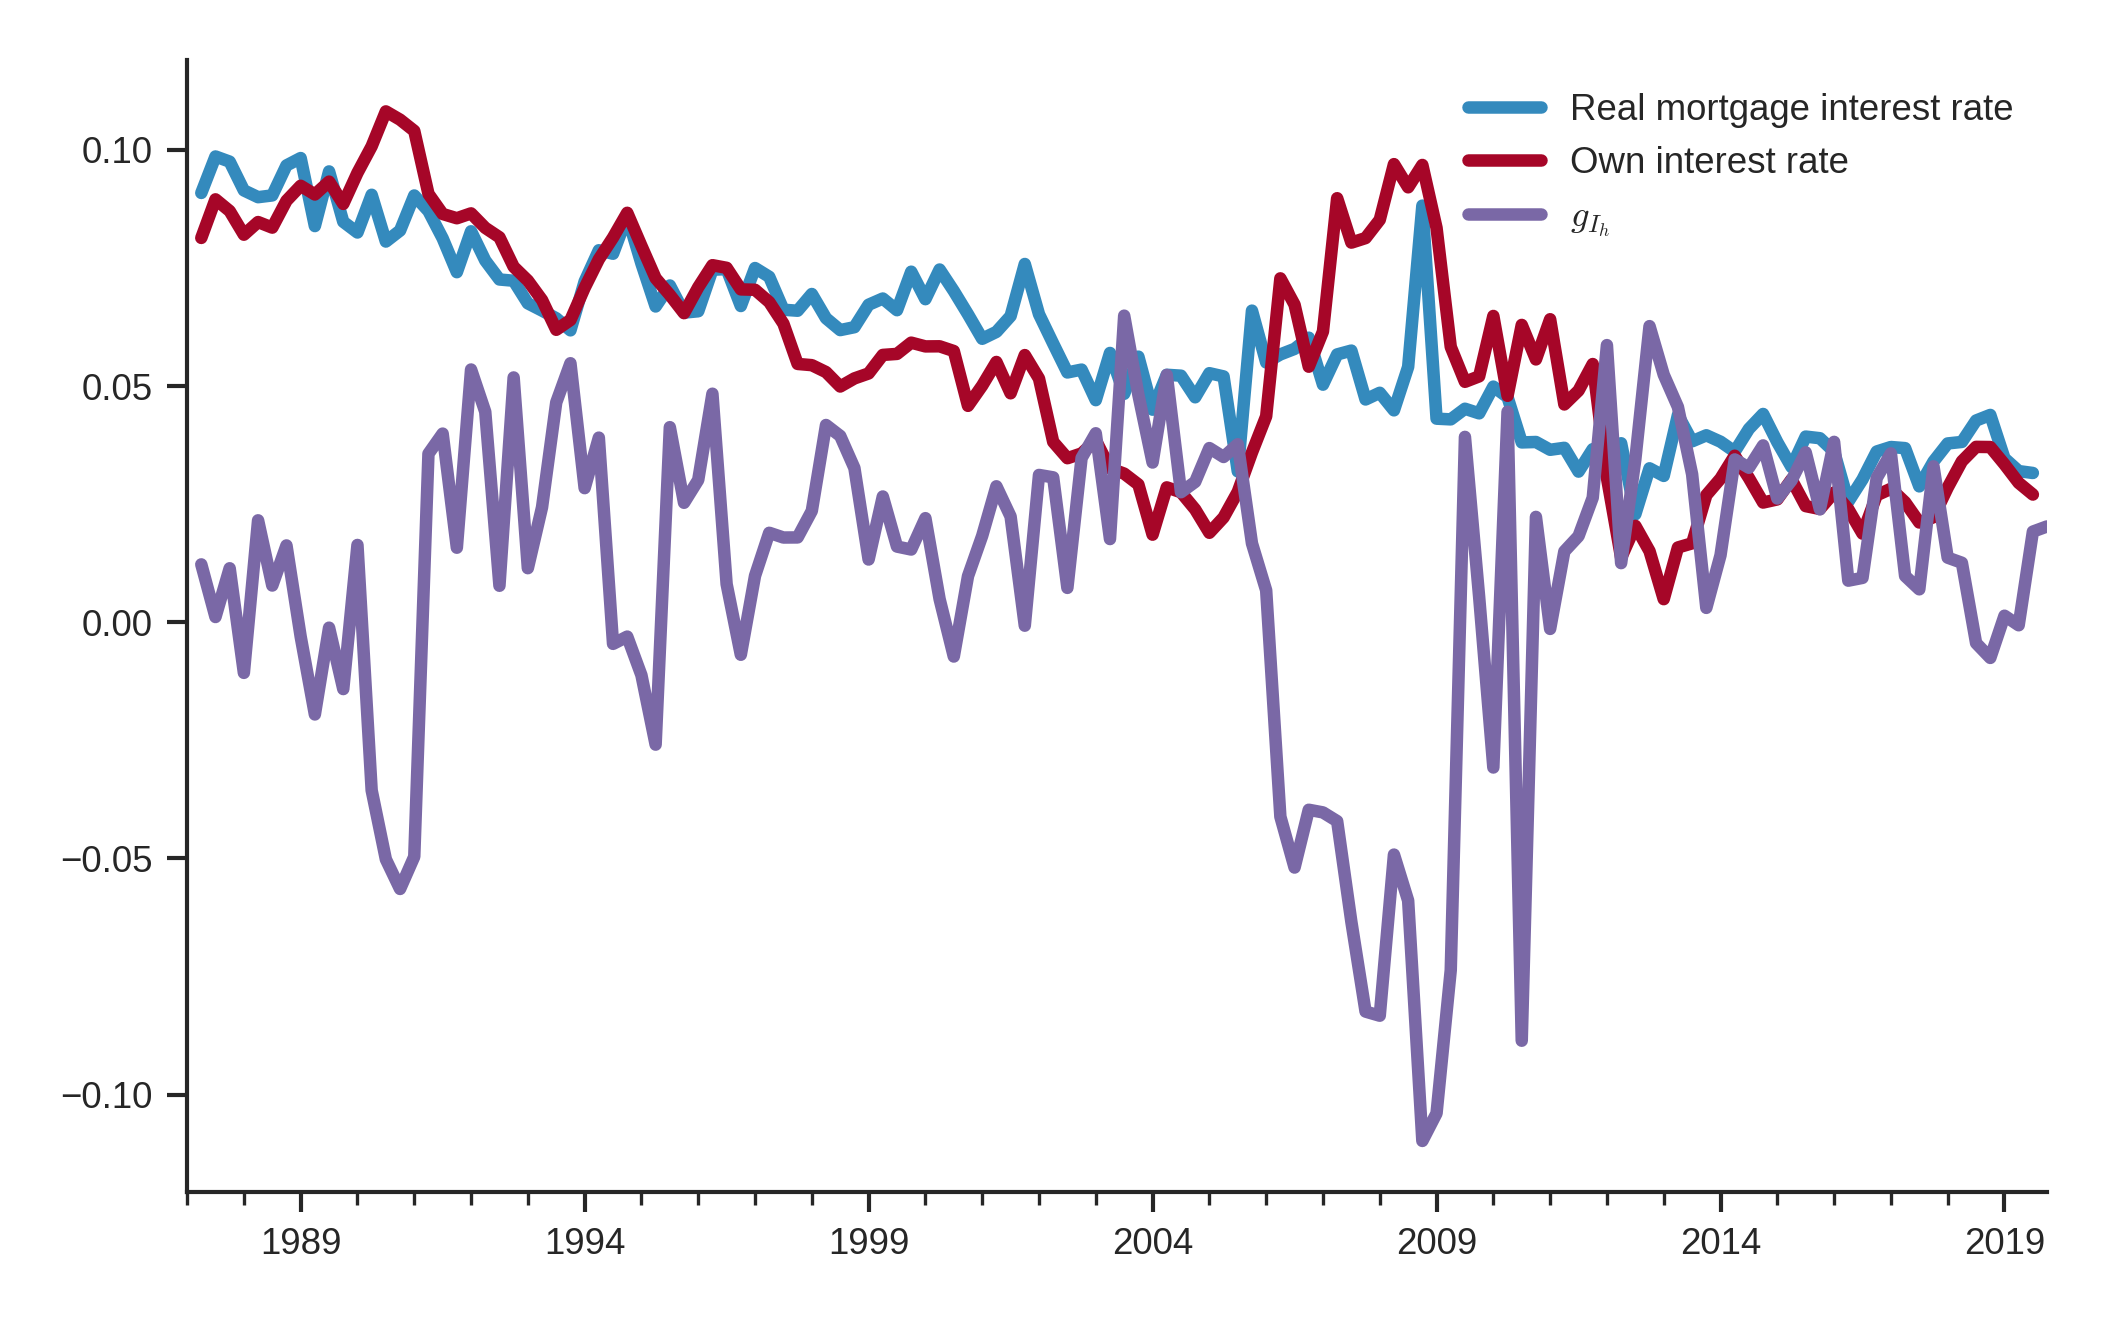 Real mortgage interest rate
Own interest rate
g_{I_h}
0.10
0.05
0.00
−0.05
−0.10
1989 1994 1999 2004 2009 2014 2019